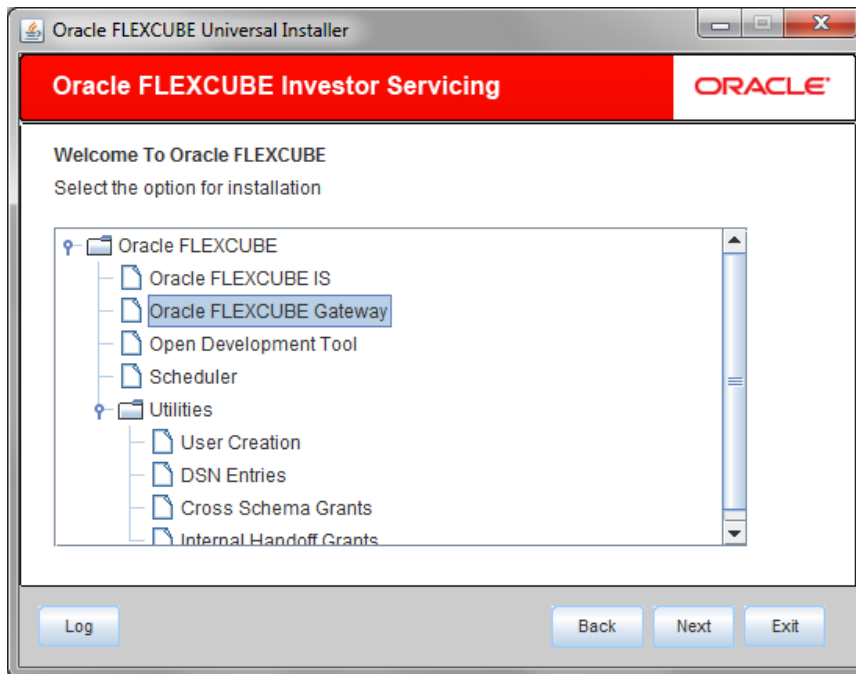 Oracle FLEXCUBE Universal Installer
Oracle FLEXCUBE Investor Servicing
ORACLE
Welcome To Oracle FLEXCUBE
Select the option for installation
Oracle FLEXCUBE
Oracle FLEXCUBE IS
Oracle FLEXCUBE Gateway
Open Development Tool
Scheduler
Utilities
User Creation
DSN Entries
Cross Schema Grants
Internal Handoff Grants
Log Back Next Exit